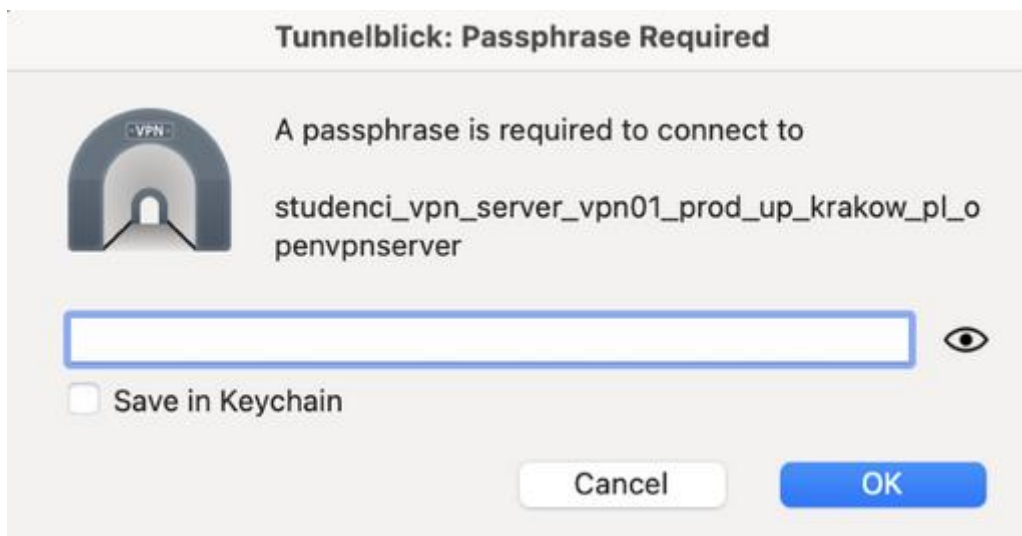 Tunnelblick: Passphrase Required
VPN
A passphrase is required to connect to
studenci_vpn_server_vpn01_prod_up_krakow_pl_o
penvpnserver
Save in Keychain
Cancel
OK